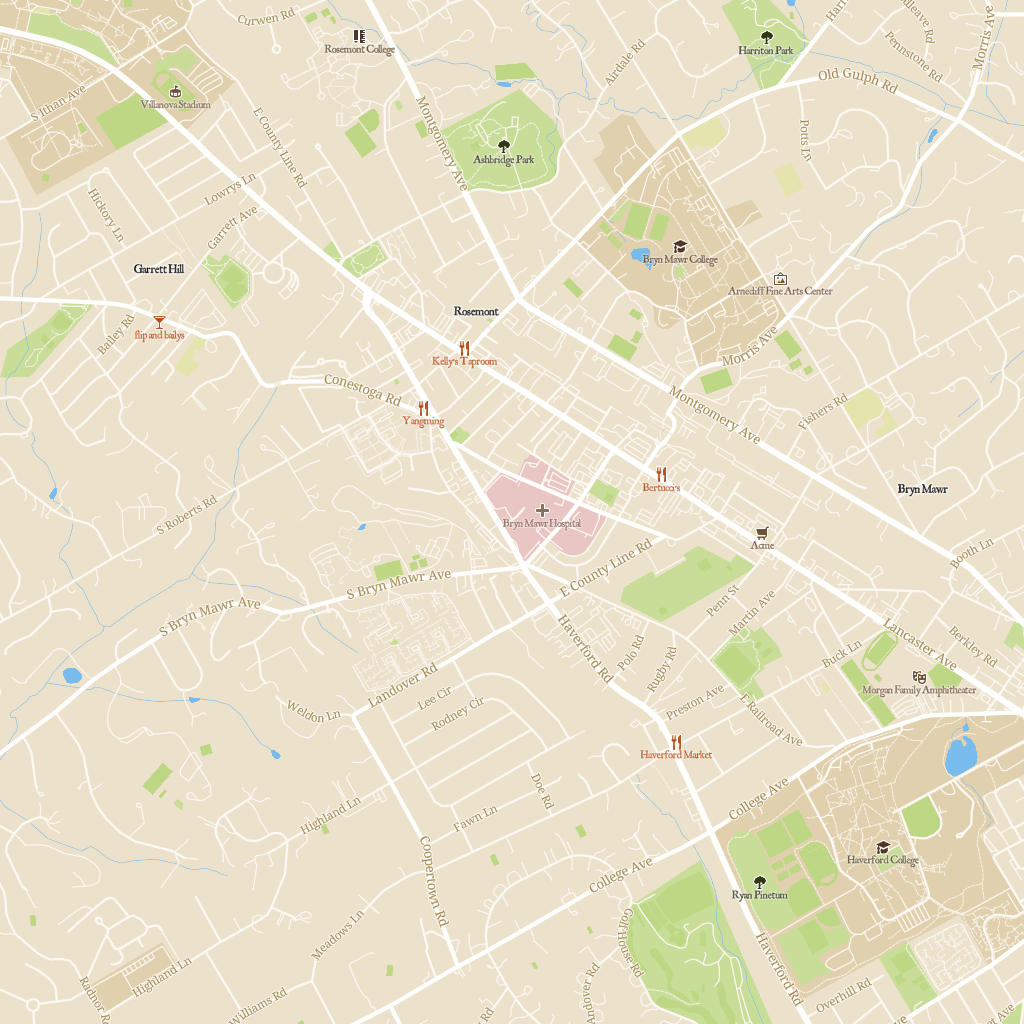 Curwen Rd
Rosemont College
Harriton Park
Airdale Rd
Pennstone Rd
Morris Ave
Old Gulph Rd
S Ithan Ave
Villanova Stadium
Montgomery Ave
E County Line Rd
Ashbridge Park
Potts Ln
Lowrys Ln
Hickory Ln
Garrett Ave
Garrett Hill
Bryn Mawr College
Arnediff Fine Arts Center
Rosemont
flip and bailys
Bailey Rd
Kelly's Taproom
Morris Ave
Conestoga Rd
Yangming
Montgomery Ave
Fishers Rd
Bertucci's
Bryn Mawr
S Roberts Rd
Bryn Mawr Hospital
Acme
Booth Ln
E County Line Rd
S Bryn Mawr Ave
S Bryn Mawr Ave
Penn St
Martin Ave
Haverford Rd
Polo Rd
Rugby Rd
Buck Ln
Lancaster Ave
Berkley Rd
Morgan Family Amphitheater
Landover Rd
Lee Cir
Rodney Cir
Weldon Ln
Preston Ave
E Railroad Ave
Haverford Market
Doe Rd
Highland Ln
Fawn Ln
College Ave
Coopertown Rd
College Ave
Haverford College
Ryan Pinetum
Meadows Ln
Golf House Rd
Haverford Rd
Highland Ln
Radnor Rd
Williams Rd
Andover Rd
Overhill Rd